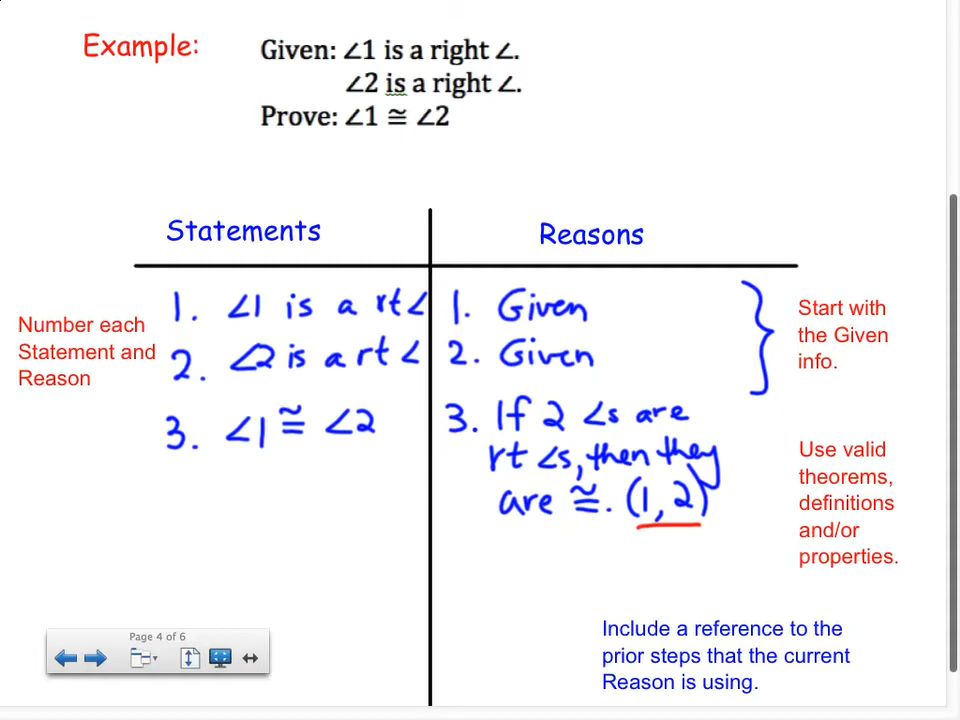 Example:
Given: ∠1 is a right ∠.
∠2 is a right ∠.
Prove: ∠1 ≅ ∠2
Statements
Reasons
1. ∠1 is a rt ∠
1. Given
2. ∠2 is a rt ∠
2. Given
3. ∠1 ≅ ∠2
3. If 2 ∠s are
rt ∠s, then they
are ≅. (1, 2)
Number each
Statement and
Reason
Start with
the Given
info.
Use valid
theorems,
definitions
and/or
properties.
Include a reference to the
prior steps that the current
Reason is using.
Page 4 of 6